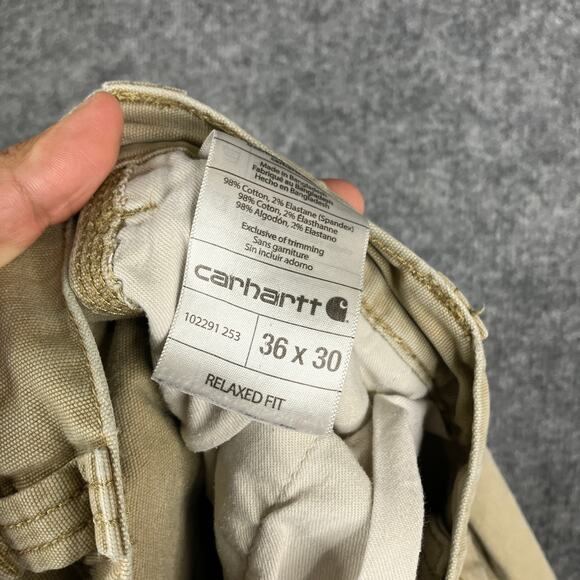 Made in Bangladesh
Fabriqué au Bangladesh
Hecho en Bangladesh
98% Cotton, 2% Elastane (Spandex)
98% Coton, 2% Élasthanne
98% Algodón, 2% Elastano
Exclusive of trimming
Sans garniture
Sin incluir adorno
carhartt
102291 253
36 x 30
RELAXED FIT